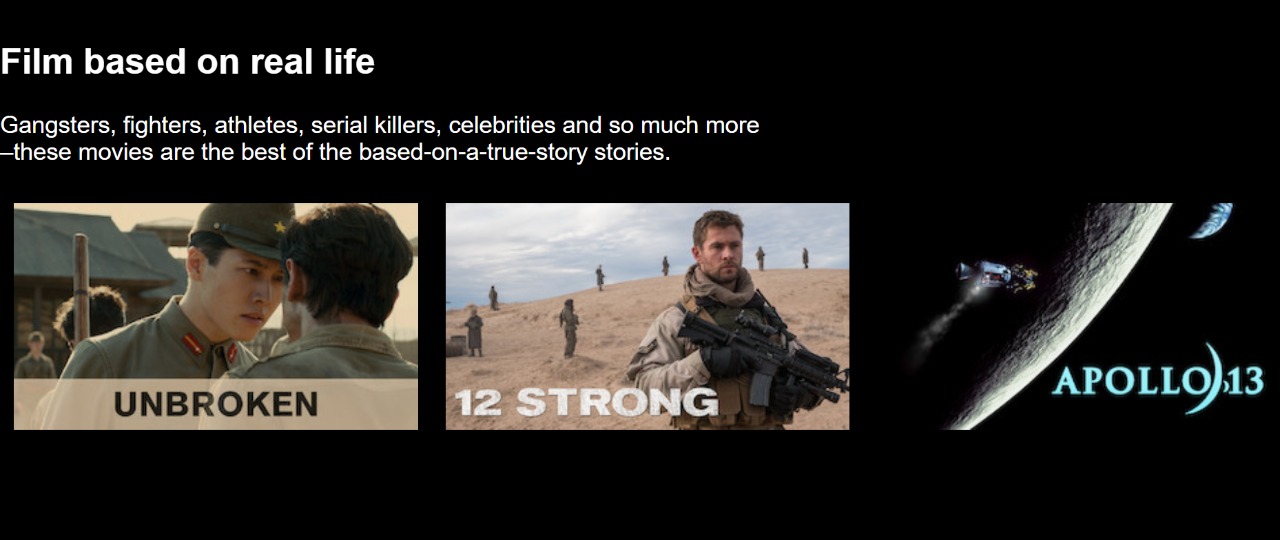 Film based on real life
Gangsters, fighters, athletes, serial killers, celebrities and so much more
–these movies are the best of the based-on-a-true-story stories.
UNBROKEN
12 STRONG
APOLLO 13